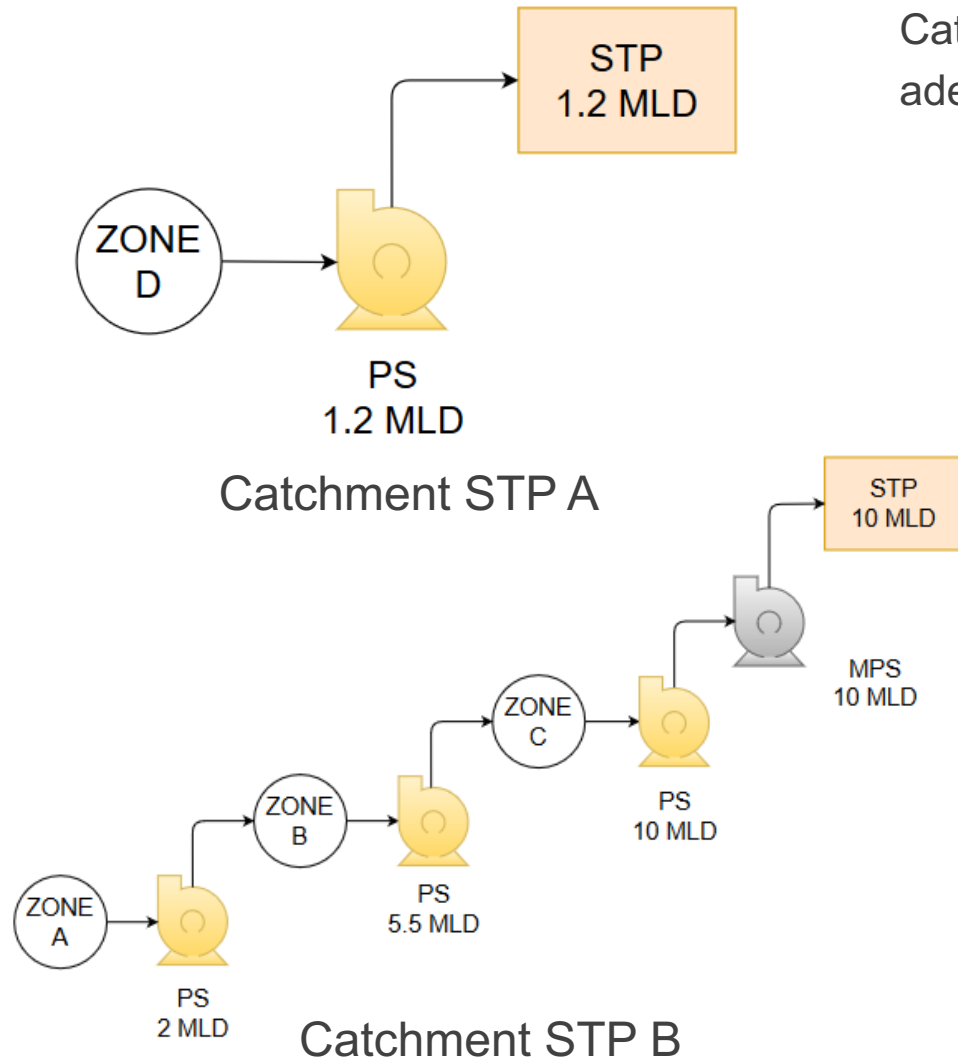 STP
1.2 MLD
ZONE
D
PS
1.2 MLD
Catchment STP A
STP
10 MLD
MPS
10 MLD
ZONE
C
PS
10 MLD
ZONE
B
PS
5.5 MLD
ZONE
A
PS
2 MLD
Catchment STP B